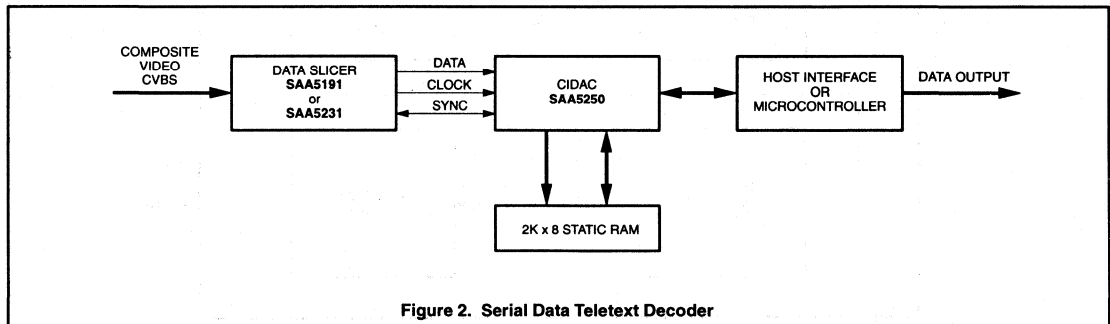 COMPOSITE
VIDEO
CVBS
DATA SLICER
SAA5191
or
SAA5231
DATA
CLOCK
SYNC
CIDAC
SAA5250
HOST INTERFACE
OR
MICROCONTROLLER
DATA OUTPUT
2K x 8 STATIC RAM
Figure 2. Serial Data Teletext Decoder